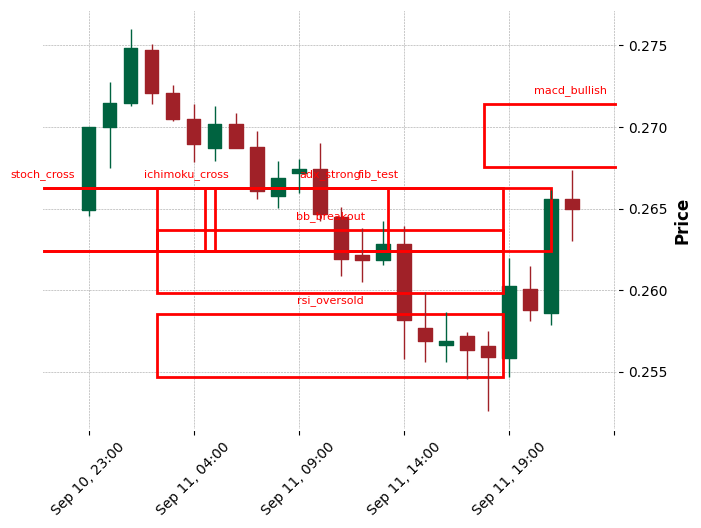 0.275
macd_bullish
0.270
stoch_cross
ichimoku_cross
fib_test
0.265
Price
bb_breakout
0.260
rsi_oversold
0.255
Sep 10, 23:00
Sep 11, 04:00
Sep 11, 09:00
Sep 11, 14:00
Sep 11, 19:00